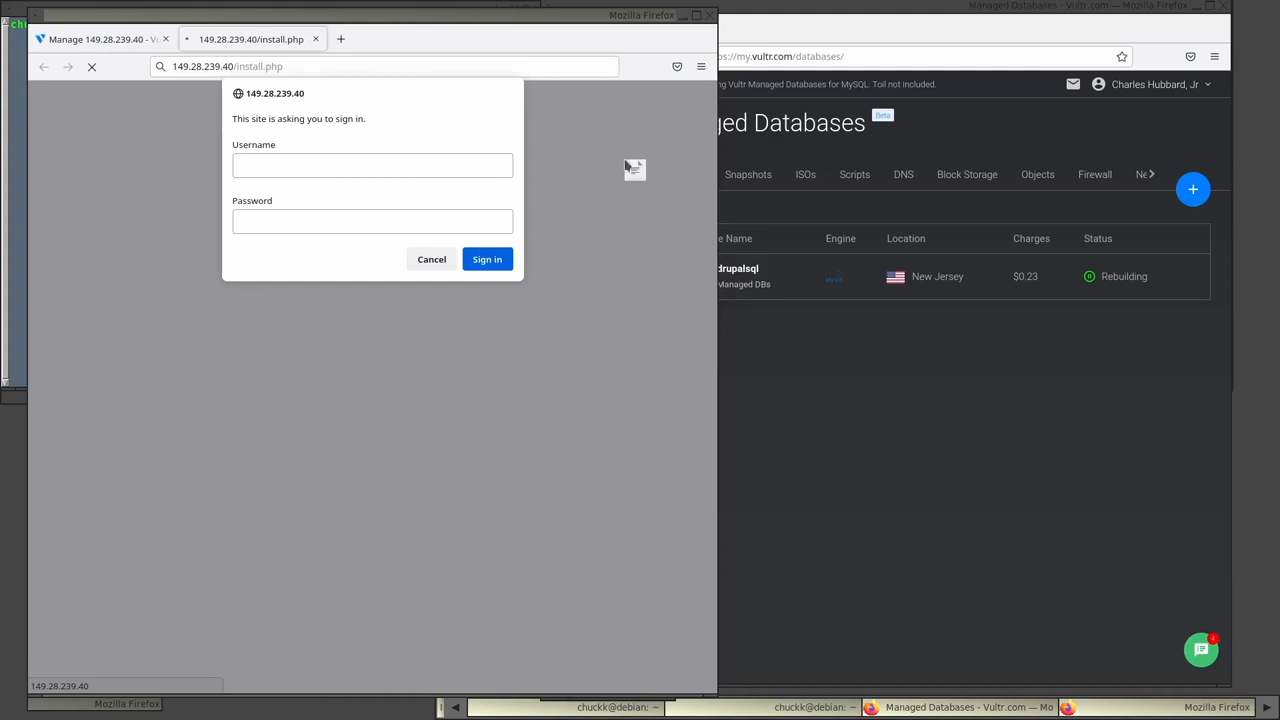 Mozilla Firefox
Managed Databases - Vultr.com — Mozilla Firefox
Manage 149.28.239.40 - Vu
149.28.239.40/install.php
149.28.239.40/install.php
s://my.vultr.com/databases/
149.28.239.40
This site is asking you to sign in.
Username
Password
Cancel
Sign in
ng Vultr Managed Databases for MySQL. Toil not included.
Charles Hubbard, Jr
ged Databases
Beta
Snapshots
ISOs
Scripts
DNS
Block Storage
Objects
Firewall
Ne
e Name
Engine
Location
Charges
Status
drupalsql
Managed DBs
MySQL
New Jersey
$0.23
Rebuilding
4
149.28.239.40
Mozilla Firefox
chuckk@debian: ~
chuckk@debian: ~
Managed Databases - Vultr.com — Mo
Mozilla Firefox